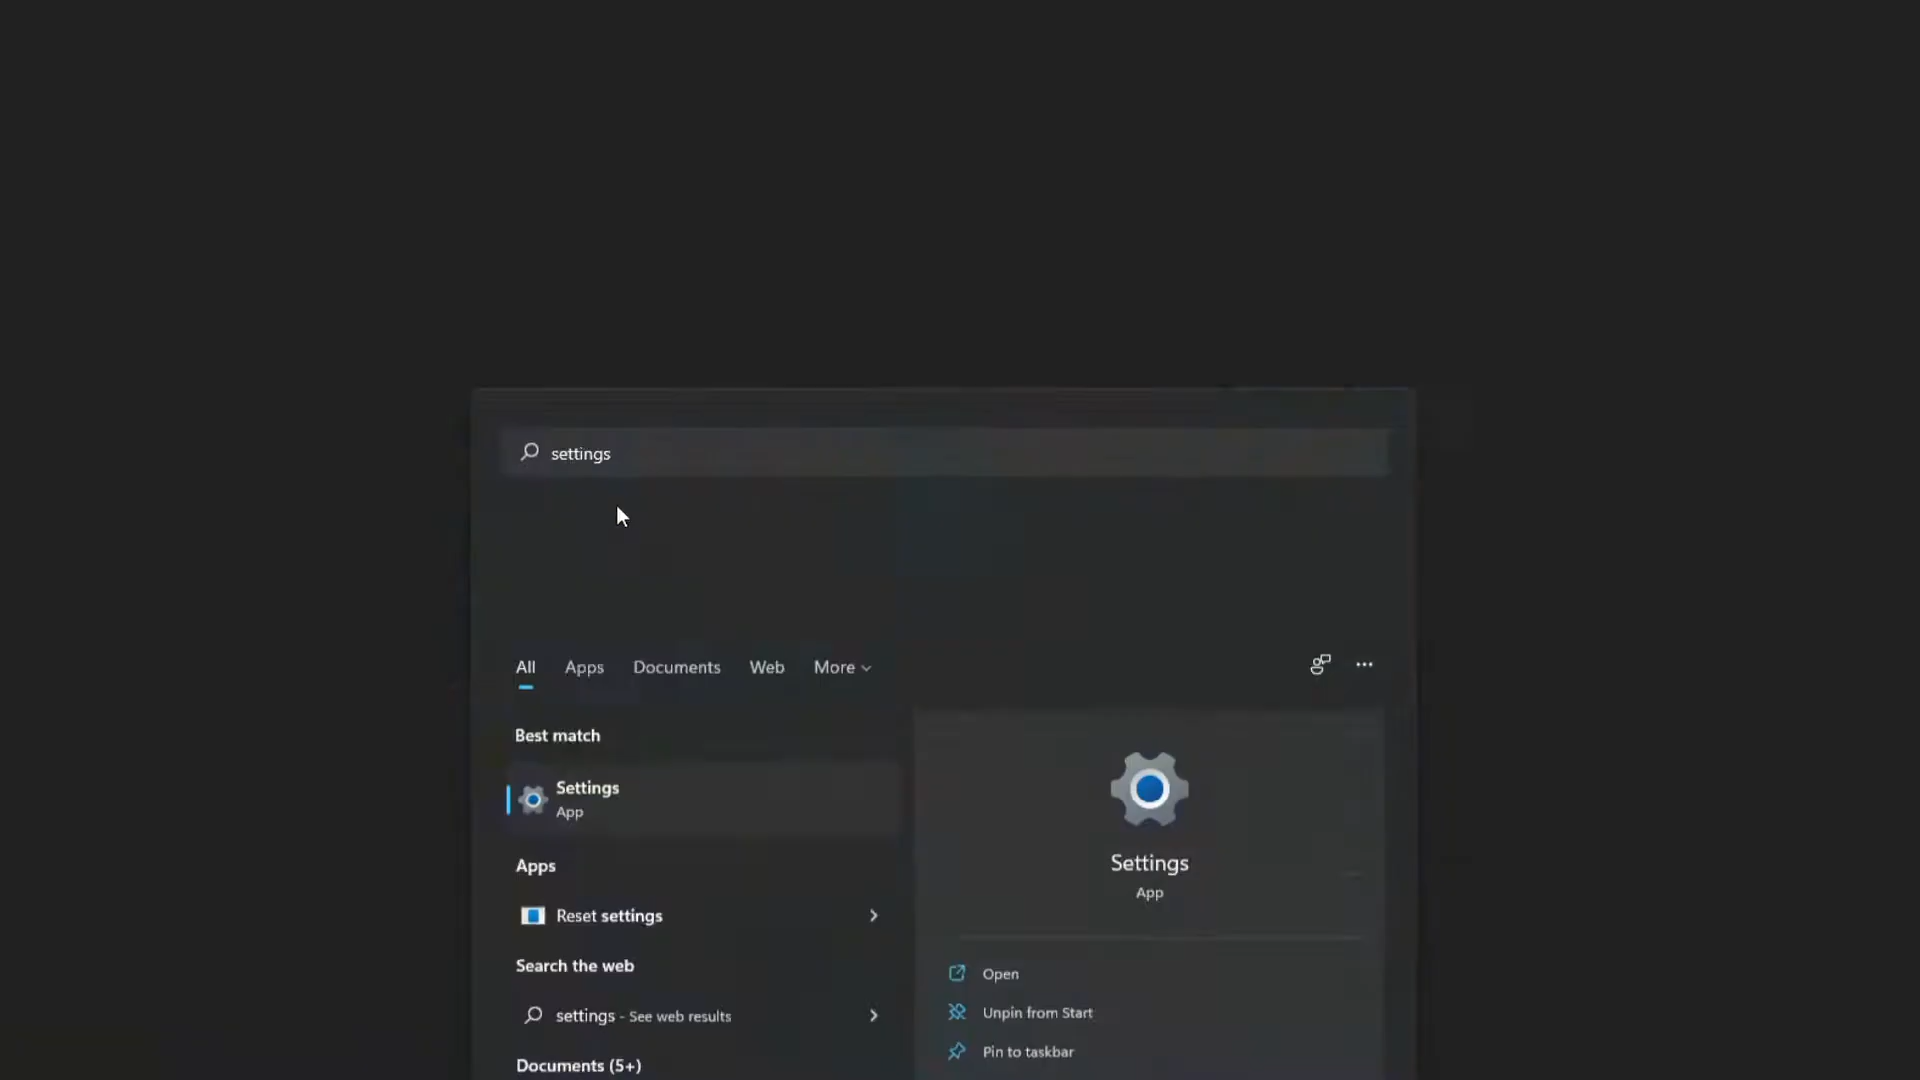 settings
All Apps Documents Web More
Best match
Settings
App
Apps
Reset settings
Search the web
settings - See web results
Documents (5+)
Settings
App
Open
Unpin from Start
Pin to taskbar